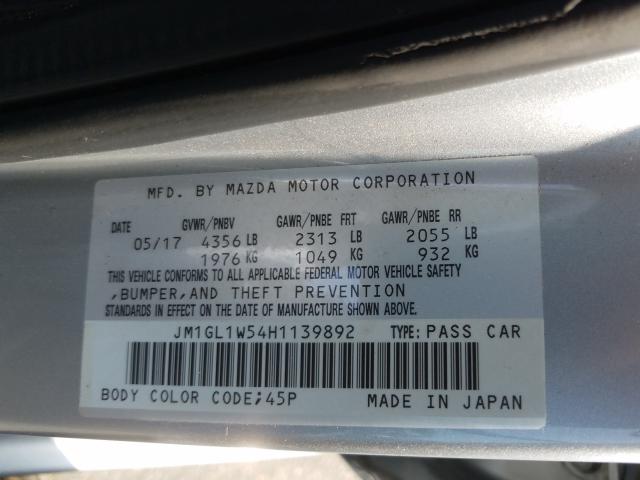 MFD. BY MAZDA MOTOR CORPORATION
DATE GVWR/PNBV GAWR/PNBE FRT GAWR/PNBE RR
05/17 4356 LB 2313 LB 2055 LB
1976 KG 1049 KG 932 KG
THIS VEHICLE CONFORMS TO ALL APPLICABLE FEDERAL MOTOR VEHICLE SAFETY
,BUMPER,AND THEFT PREVENTION
STANDARDS IN EFFECT ON THE DATE OF MANUFACTURE SHOWN ABOVE.
JM1GL1W54H1139892 TYPE: PASS CAR
BODY COLOR CODE;45P MADE IN JAPAN